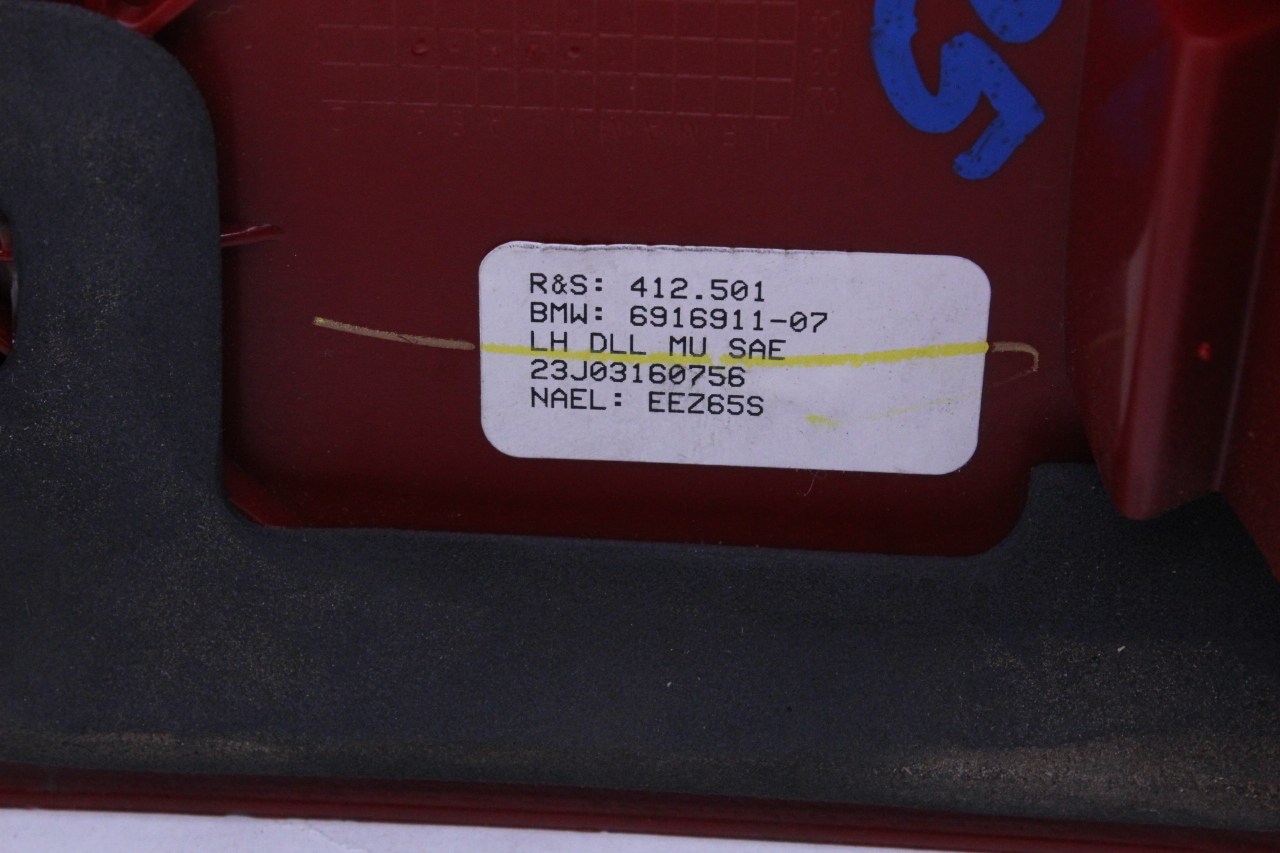 R&S: 412.501
BMW: 6916911-07
LH DLL MU SAE
23J03160756
NAEL: EEZ65S